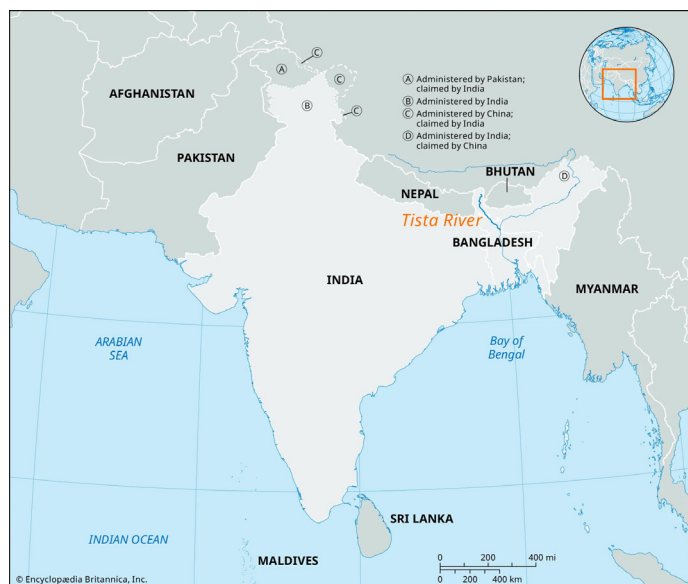 Ⓐ Administered by Pakistan;
claimed by India
Ⓑ Administered by India
Ⓒ Administered by China;
claimed by India
Ⓓ Administered by India;
claimed by China
C
A
C
B
C
D
AFGHANISTAN
PAKISTAN
BHUTAN
NEPAL
Tista River
BANGLADESH
INDIA
MYANMAR
ARABIAN
SEA
Bay of
Bengal
SRI LANKA
INDIAN OCEAN
MALDIVES
0 200 400 mi
0 200 400 km
© Encyclopædia Britannica, Inc.